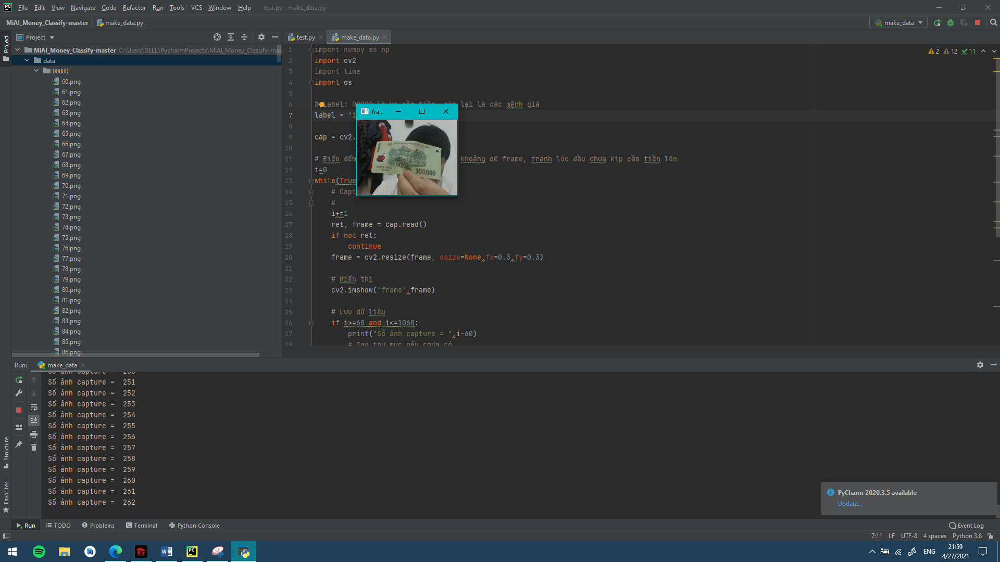 File Edit View Navigate Code Refactor Run Tools VCS Window Help test.py - make_data.py
MiAI_Money_Classify-master make_data.py
make_data
Project
Project
test.py
make_data.py
MiAI_Money_Classify-master C:\Users\DELL\PycharmProjects\MiAI_Money_Classify-mas
data
00000
60.png
61.png
62.png
63.png
64.png
65.png
66.png
67.png
68.png
69.png
70.png
71.png
72.png
73.png
74.png
75.png
76.png
77.png
78.png
79.png
80.png
81.png
82.png
83.png
84.png
85.png
86.png
2 12 11
1 import numpy as np
2 import cv2
3 import time
4 import os
5
6 # Label: lại là các mệnh giá
7 label = "1
8
9 cap = cv2.
10
11 # Biến đếm khoảng 60 frame, tránh lúc đầu chưa kịp cầm tiền lên
12 i=0
13 while(True
14 # Capt
15 #
16 i+=1
17 ret, frame = cap.read()
18 if not ret:
19 continue
20 frame = cv2.resize(frame, dsize=None,fx=0.3,fy=0.3)
21
22 # Hiển thị
23 cv2.imshow('frame',frame)
24
25 # Lưu dữ liệu
26 if i>=60 and i<=1060:
27 print("Số ảnh capture = ",i-60)
28 # Tạo thư mục nếu chưa có
fra...
100.000
Run: make_data
Số ảnh capture = 251
Số ảnh capture = 252
Số ảnh capture = 253
Số ảnh capture = 254
Số ảnh capture = 255
Số ảnh capture = 256
Số ảnh capture = 257
Số ảnh capture = 258
Số ảnh capture = 259
Số ảnh capture = 260
Số ảnh capture = 261
Số ảnh capture = 262
Structure
Favorites
PyCharm 2020.3.5 available
Update...
Run TODO Problems Terminal Python Console Event Log
7:11 LF UTF-8 4 spaces Python 3.8
ENG
21:59
4/27/2021